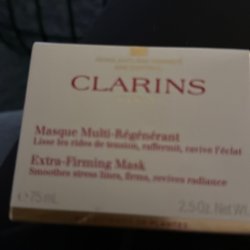 CLARINS
Masque Multi-Régénérant
Lisse les rides de tension, raffermit, ravive l'éclat
Extra-Firming Mask
Smoothes stress lines, firms, revives radiance
℮ 75 mL 2.5 Oz. Net Wt.